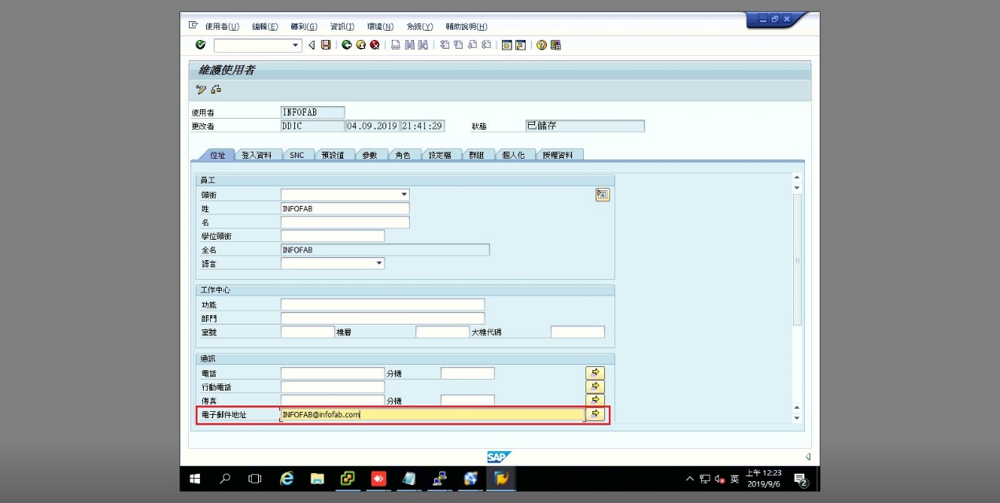 使用者(U) 編輯(E) 轉到(G) 資訊(I) 環境(N) 系統(Y) 輔助說明(H)
維護使用者
使用者 INFOFAB
更改者 DDIC 04.09.2019 21:41:29 狀態 已儲存
位址 登入資料 SNC 預設值 參數 角色 設定檔 群組 個人化 授權資料
員工
頭銜
姓 INFOFAB
名
學位頭銜
全名 INFOFAB
語言
工作中心
功能
部門
室號 樓層 大樓代碼
通訊
電話 分機
行動電話
傳真 分機
電子郵件地址 INFOFAB@infofab.com
SAP
英 上午 12:23
2019/9/6
2